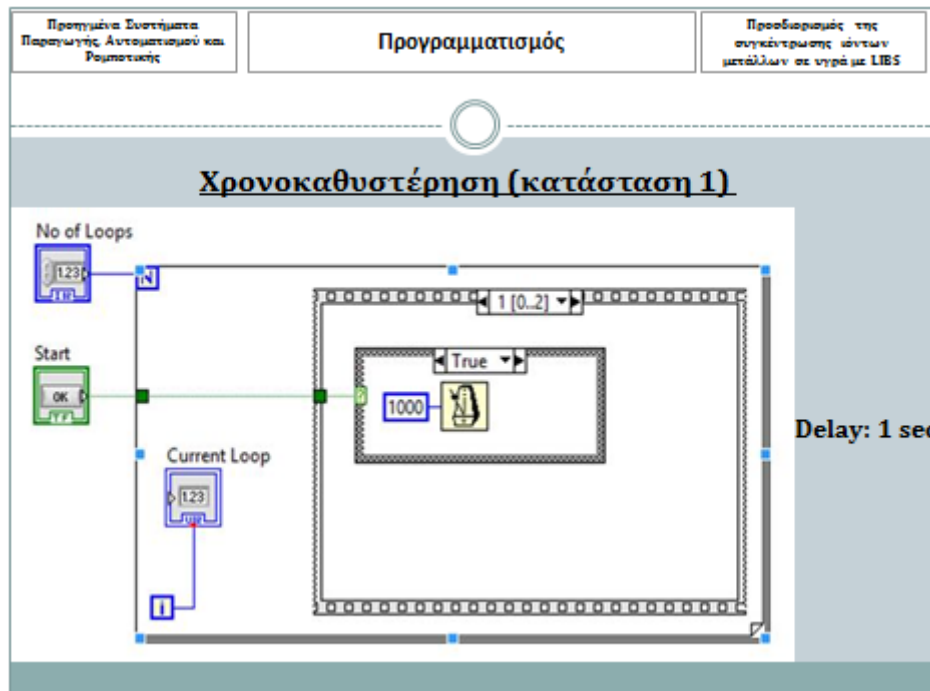 Προηγμένα Συστήματα
Παραγωγής, Αυτοματισμού και
Ρομποτικής
Προγραμματισμός
Προσδιορισμός της
συγκέντρωσης ιόντων
μετάλλων σε υγρά με LIBS
Χρονοκαθυστέρηση (κατάσταση 1)
No of Loops
1.23
N
1 [0..2]
Start
True
OK
TF
?
1000
Delay: 1 sec
Current Loop
1.23
i